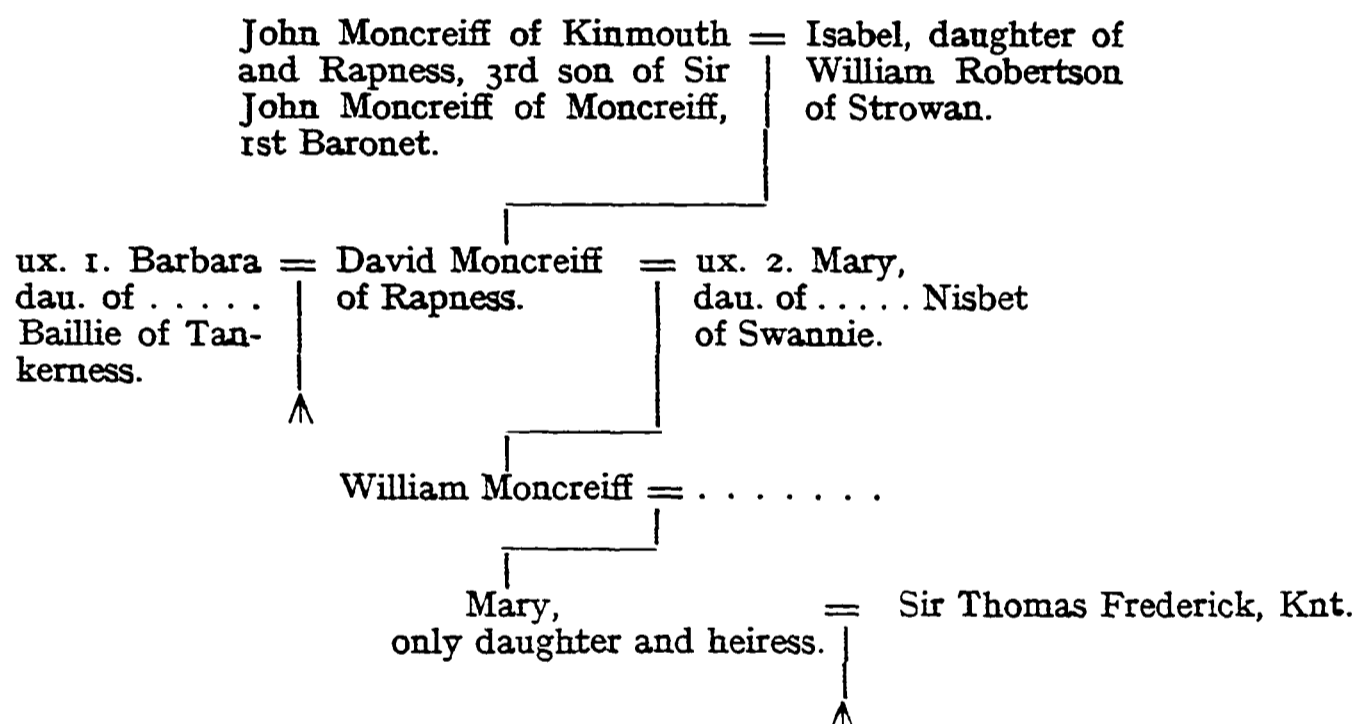 John Moncreiff of Kinmouth = Isabel, daughter of
and Rapness, 3rd son of Sir William Robertson
John Moncreiff of Moncreiff, of Strowan.
1st Baronet.
ux. 1. Barbara = David Moncreiff = ux. 2. Mary,
dau. of . . . . . of Rapness. dau. of . . . . . Nisbet
Baillie of Tan- of Swannie.
kerness.
William Moncreiff = . . . . . . .
Mary, = Sir Thomas Frederick, Knt.
only daughter and heiress.